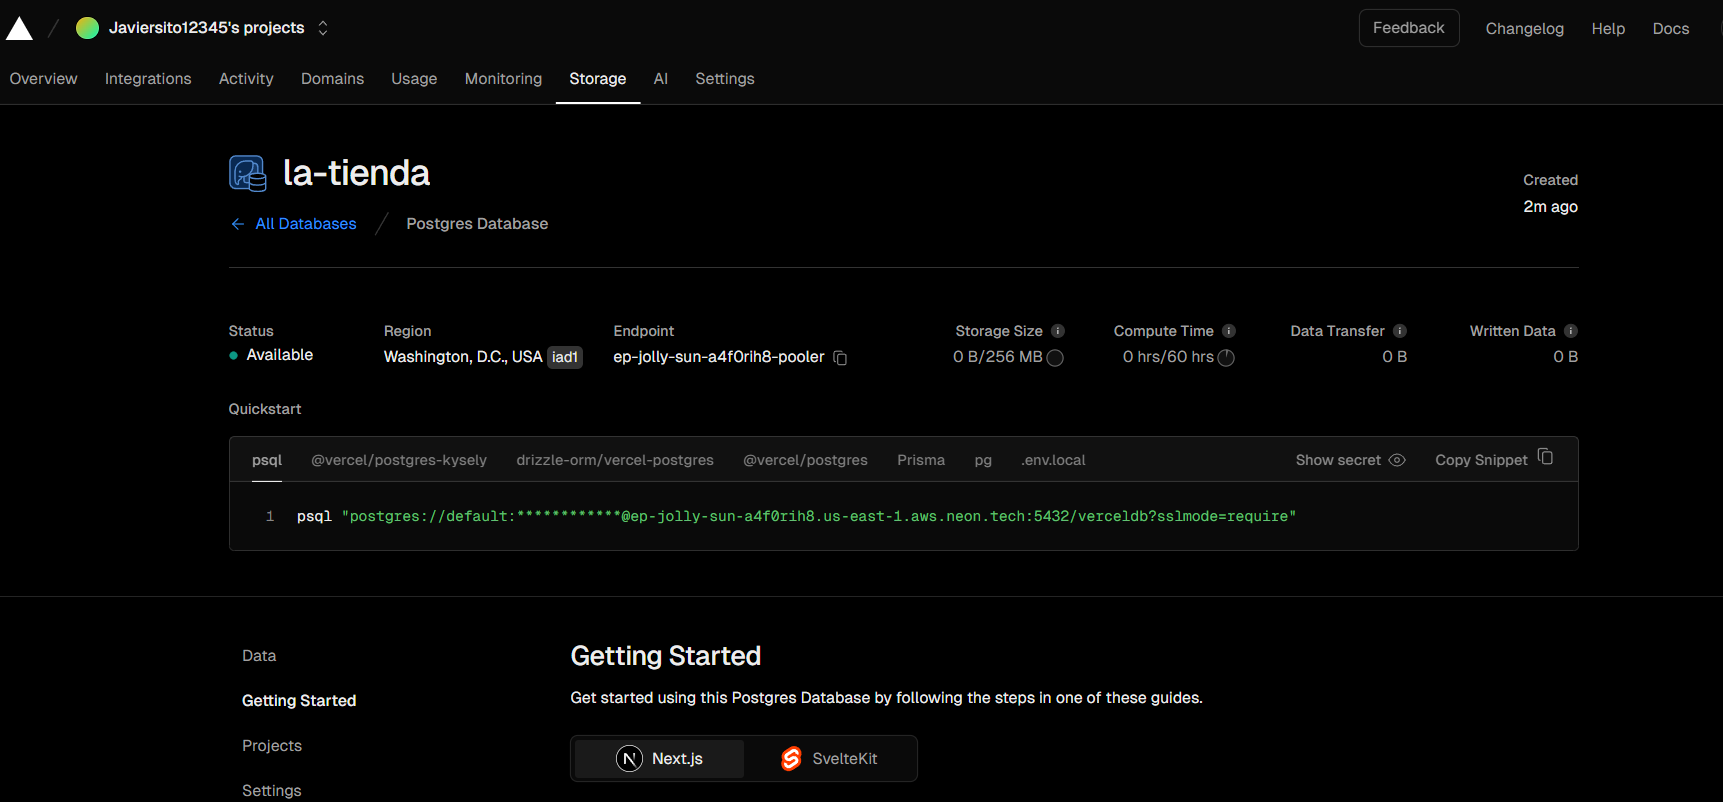 Javiersito12345's projects
Feedback Changelog Help Docs
Overview Integrations Activity Domains Usage Monitoring Storage AI Settings
la-tienda
Created
2m ago
← All Databases / Postgres Database
Status Region Endpoint Storage Size Compute Time Data Transfer Written Data
Available Washington, D.C., USA iad1 ep-jolly-sun-a4f0rih8-pooler 0 B/256 MB 0 hrs/60 hrs 0 B 0 B
Quickstart
psql @vercel/postgres-kysely drizzle-orm/vercel-postgres @vercel/postgres Prisma pg .env.local Show secret Copy Snippet
1 psql "postgres://default:************@ep-jolly-sun-a4f0rih8.us-east-1.aws.neon.tech:5432/verceldb?sslmode=require"
Data
Getting Started
Projects
Settings
Getting Started
Get started using this Postgres Database by following the steps in one of these guides.
Next.js SvelteKit